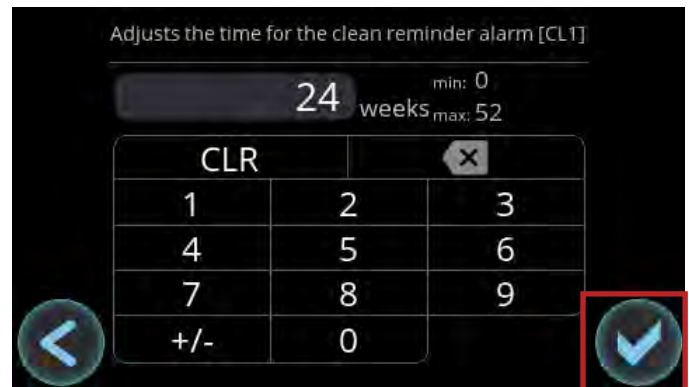 Adjusts the time for the clean reminder alarm [CL1]
24 weeks min: 0
max: 52
CLR
1 2 3
4 5 6
7 8 9
+/- 0